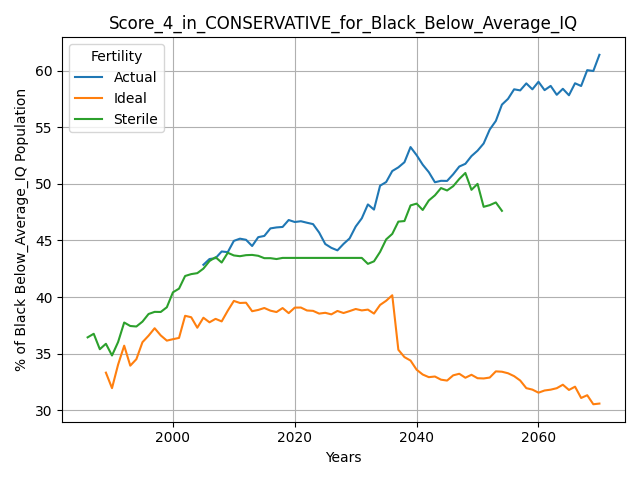 Score_4_in_CONSERVATIVE_for_Black_Below_Average_IQ
Fertility
Actual
Ideal
Sterile
% of Black Below_Average_IQ Population
60
55
50
45
40
35
30
2000
2020
2040
2060
Years